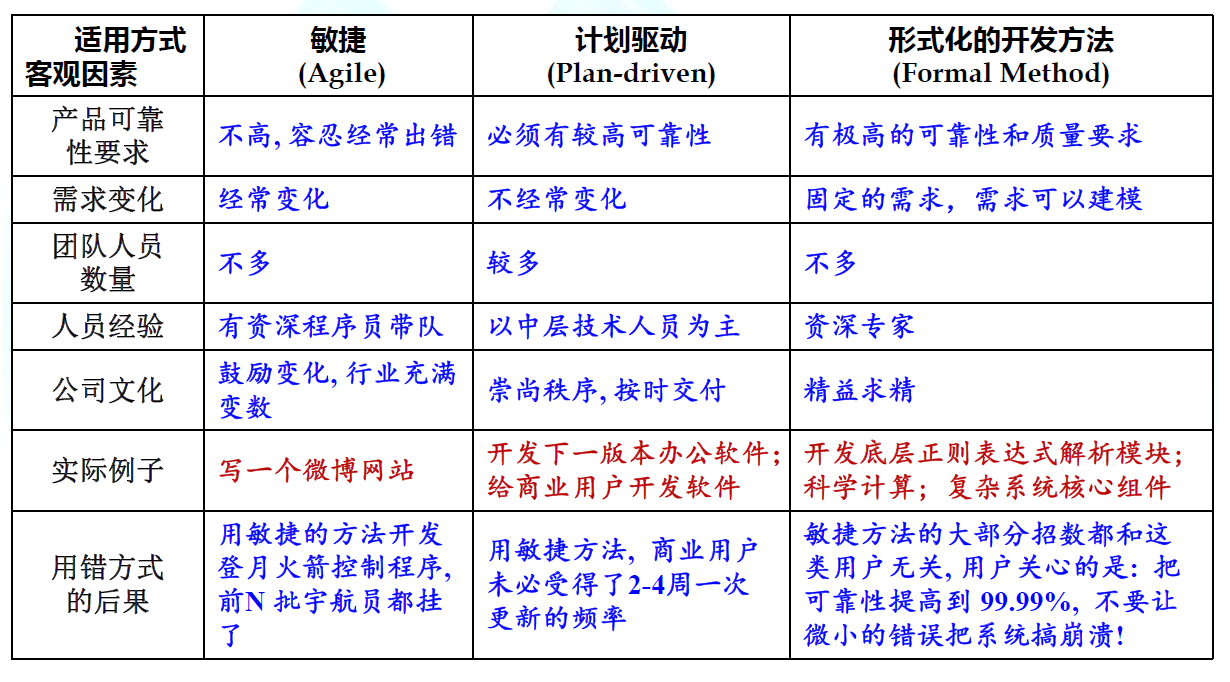 适用方式
客观因素
敏捷
(Agile)
计划驱动
(Plan-driven)
形式化的开发方法
(Formal Method)
产品可靠
性要求
不高, 容忍经常出错
必须有较高可靠性
有极高的可靠性和质量要求
需求变化
经常变化
不经常变化
固定的需求，需求可以建模
团队人员
数量
不多
较多
不多
人员经验
有资深程序员带队
以中层技术人员为主
资深专家
公司文化
鼓励变化, 行业充满
变数
崇尚秩序, 按时交付
精益求精
实际例子
写一个微博网站
开发下一版本办公软件；
给商业用户开发软件
开发底层正则表达式解析模块；
科学计算；复杂系统核心组件
用错方式
的后果
用敏捷的方法开发
登月火箭控制程序,
前N 批宇航员都挂
了
用敏捷方法, 商业用户
未必受得了2-4周一次
更新的频率
敏捷方法的大部分招数都和这
类用户无关, 用户关心的是: 把
可靠性提高到 99.99%, 不要让
微小的错误把系统搞崩溃!